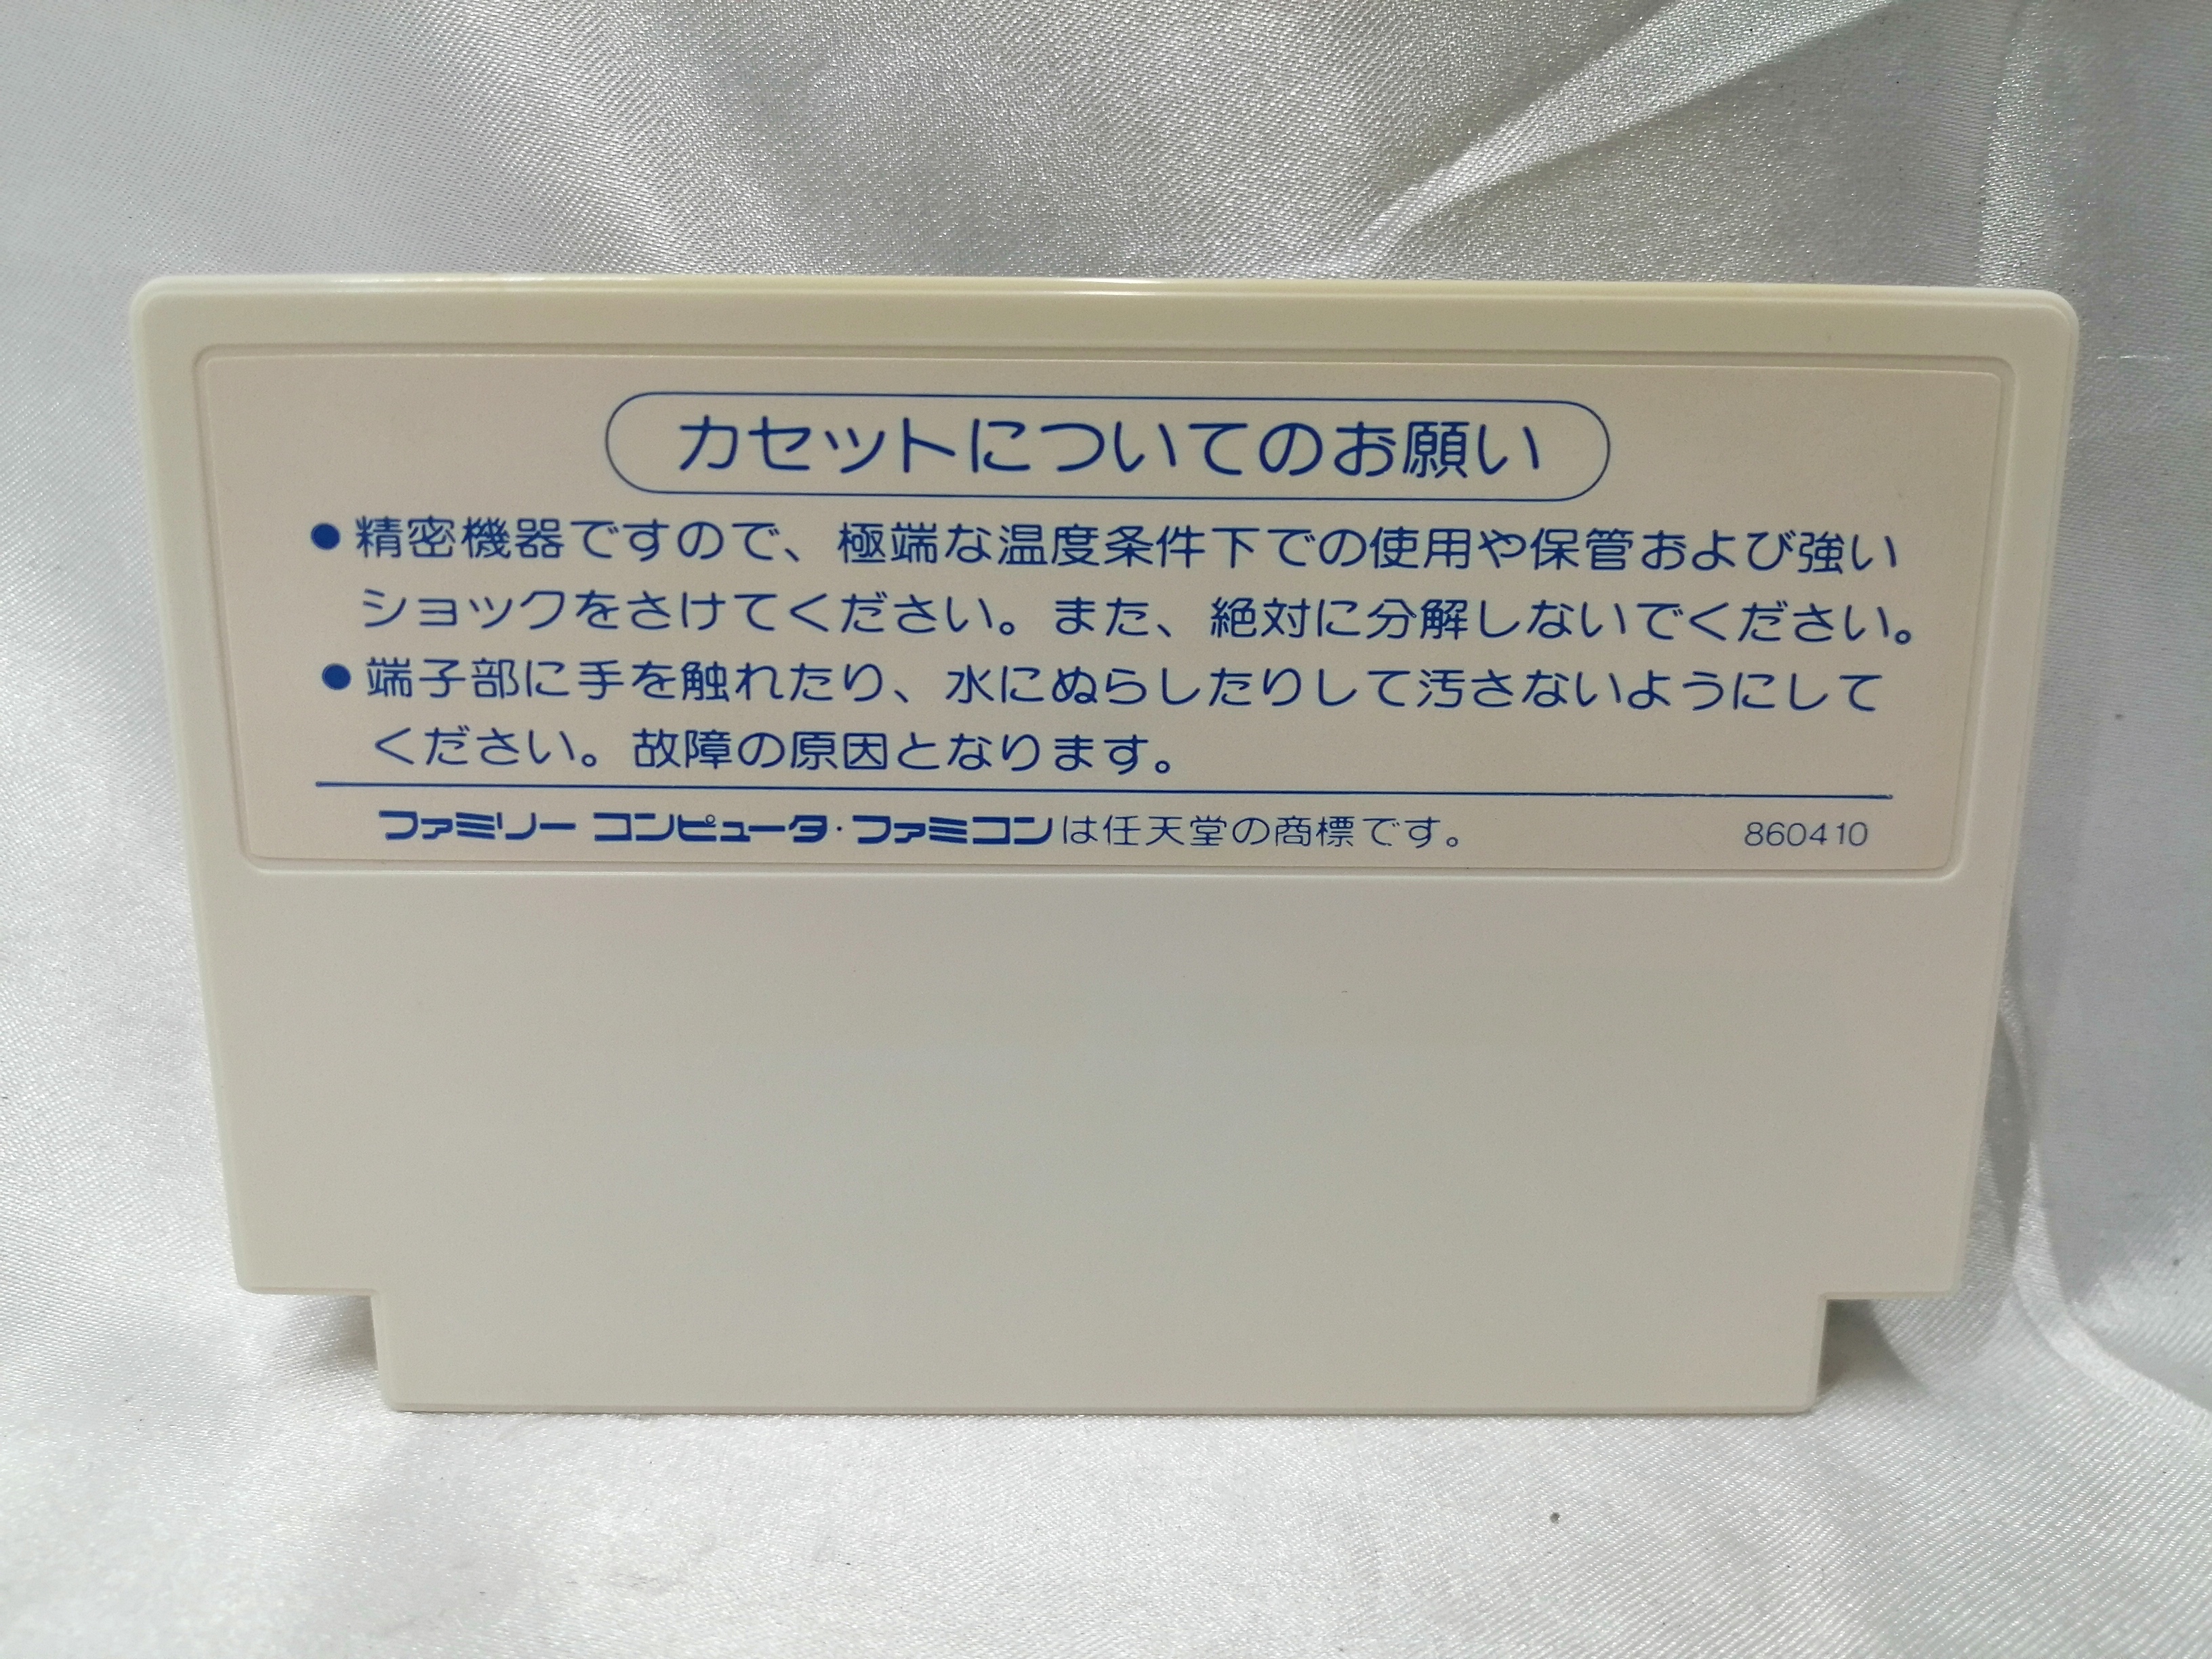 カセットについてのお願い
●精密機器ですので、極端な温度条件下での使用や保管および強い
ショックをさけてください。また、絶対に分解しないでください。
●端子部に手を触れたり、水にぬらしたりして汚さないようにして
ください。故障の原因となります。
ファミリー コンピュータ・ファミコンは任天堂の商標です。 860410